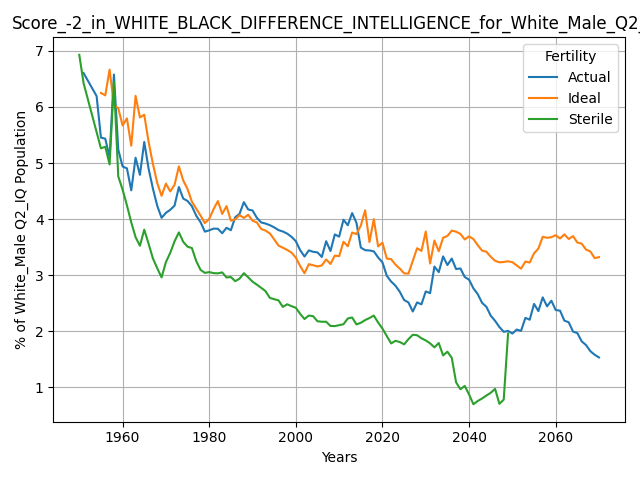 Score_-2_in_WHITE_BLACK_DIFFERENCE_INTELLIGENCE_for_White_Male_Q2_
7
6
5
4
3
2
1
% of White_Male Q2_IQ Population
Fertility
Actual
Ideal
Sterile
1960
1980
2000
2020
2040
2060
Years